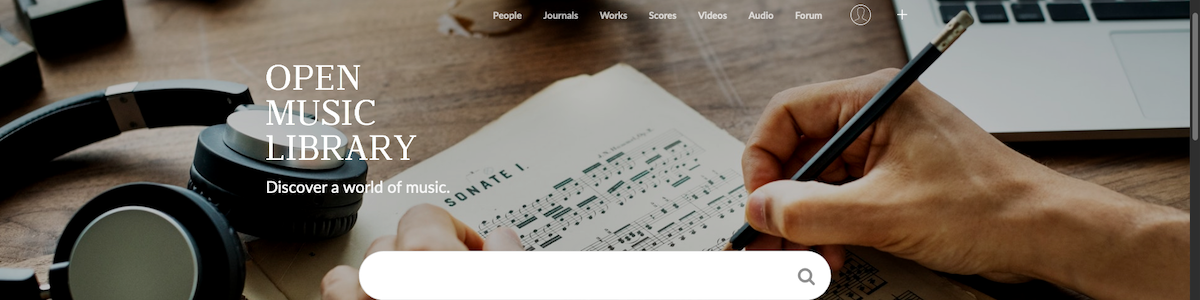 People Journals Works Scores Videos Audio Forum
OPEN
MUSIC
LIBRARY
Discover a world of music.
SONATE I.